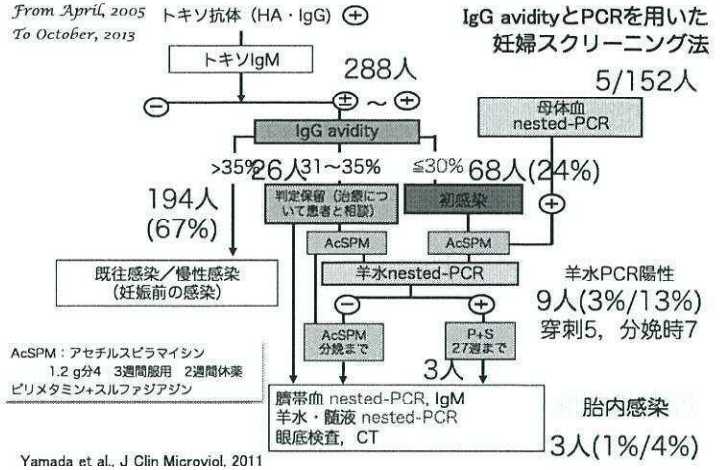 From April, 2005
To October, 2013
トキソ抗体（HA・IgG）⊕
IgG avidityとPCRを用いた
妊婦スクリーニング法
トキソIgM
288人
5/152人
⊖
⊕ ～ ⊕
母体血
nested-PCR
IgG avidity
>35%
26人
31～35%
≦30%
68人(24%)
194人
(67%)
判定保留（治療につ
いて患者と相談）
初感染
⊕
AcSPM
AcSPM
既往感染／慢性感染
（妊娠前の感染）
羊水nested-PCR
羊水PCR陽性
9人(3%/13%)
穿刺5，分娩時7
⊖
⊕
AcSPM
分娩まで
P+S
27週まで
3人
AcSPM：アセチルスピラマイシン
1.2 g分4　3週間服用　2週間休薬
ピリメタミン+スルファジアジン
臍帯血 nested-PCR, IgM
羊水・髄液 nested-PCR
眼底検査，CT
胎内感染
3人(1%/4%)
Yamada et al., J Clin Microviol, 2011